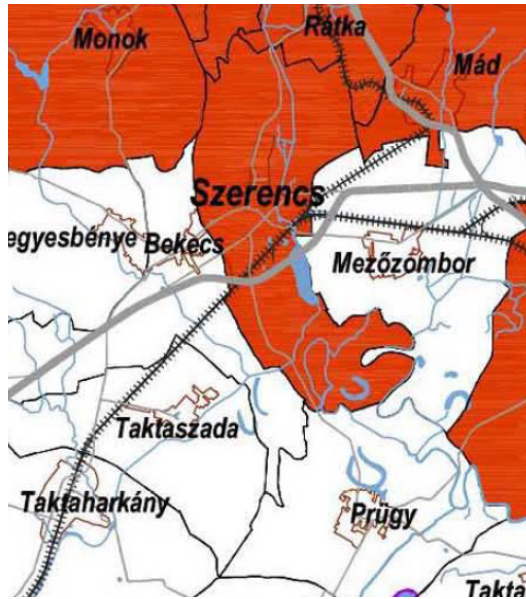 Monok
Rátka
Mád
Szerencs
egyesbénye
Bekecs
Mezőzombor
Taktaszada
Taktaharkány
Prügy
Takta